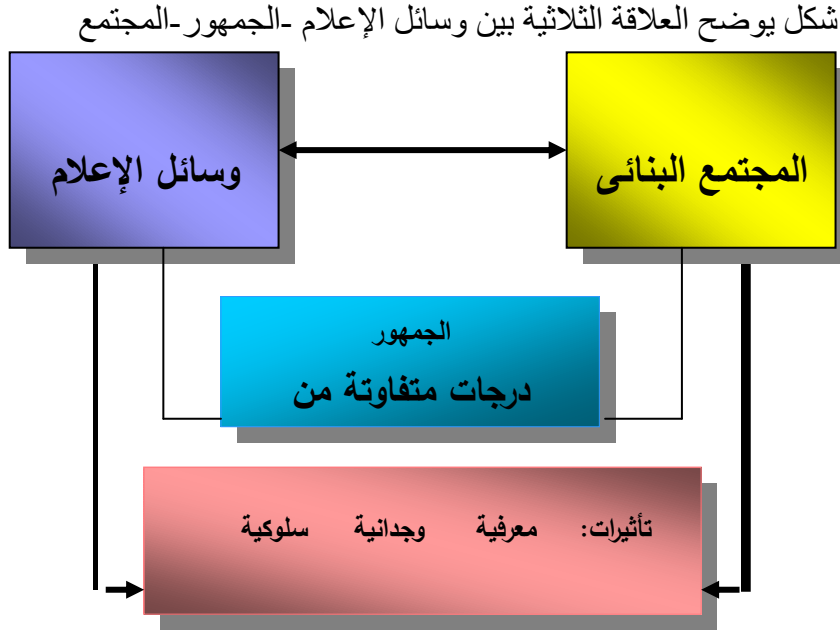 شكل يوضح العلاقة الثلاثية بين وسائل الإعلام -الجمهور-المجتمع
المجتمع البنائى
وسائل الإعلام
الجمهور
درجات متفاوتة من
تأثيرات: معرفية وجدانية سلوكية